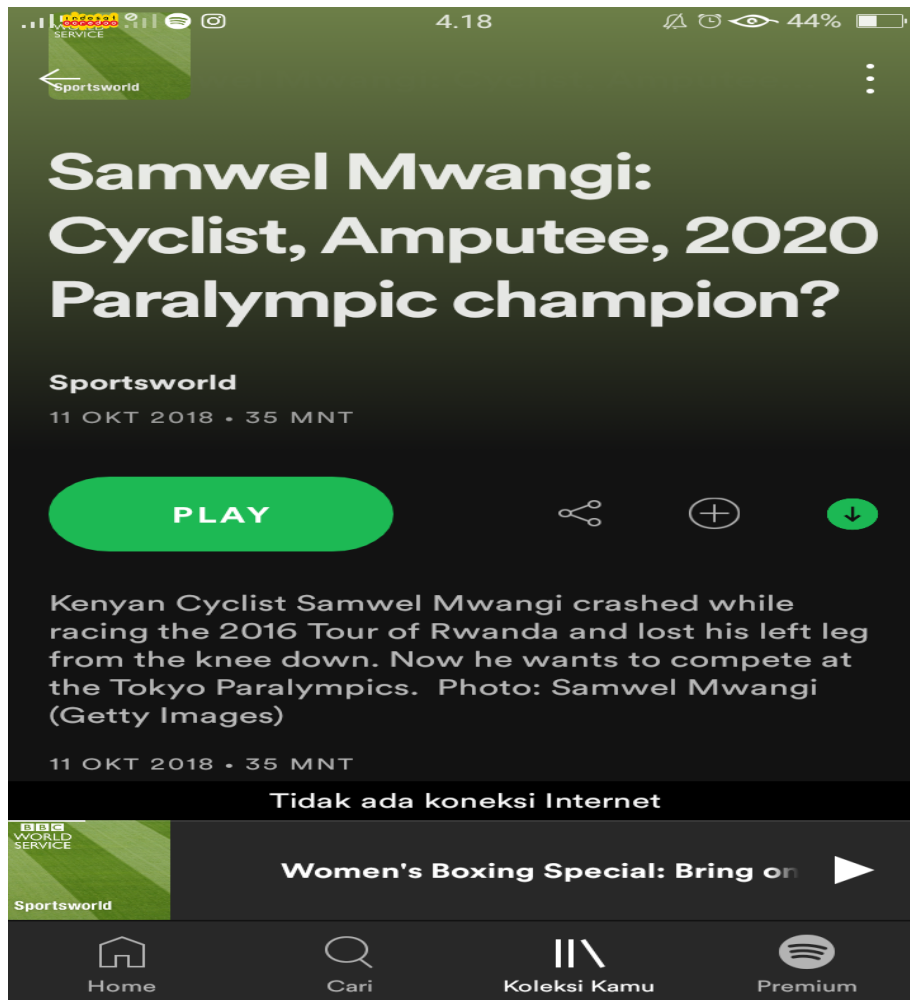 indosat
ooredoo
4.18
44%
WORLD
SERVICE
Sportsworld
Samwel Mwangi:
Cyclist, Amputee, 2020
Paralympic champion?
Sportsworld
11 OKT 2018 • 35 MNT
PLAY
Kenyan Cyclist Samwel Mwangi crashed while
racing the 2016 Tour of Rwanda and lost his left leg
from the knee down. Now he wants to compete at
the Tokyo Paralympics.  Photo: Samwel Mwangi
(Getty Images)
11 OKT 2018 • 35 MNT
Tidak ada koneksi Internet
BBC
WORLD
SERVICE
Sportsworld
Women's Boxing Special: Bring on
Home
Cari
Koleksi Kamu
Premium